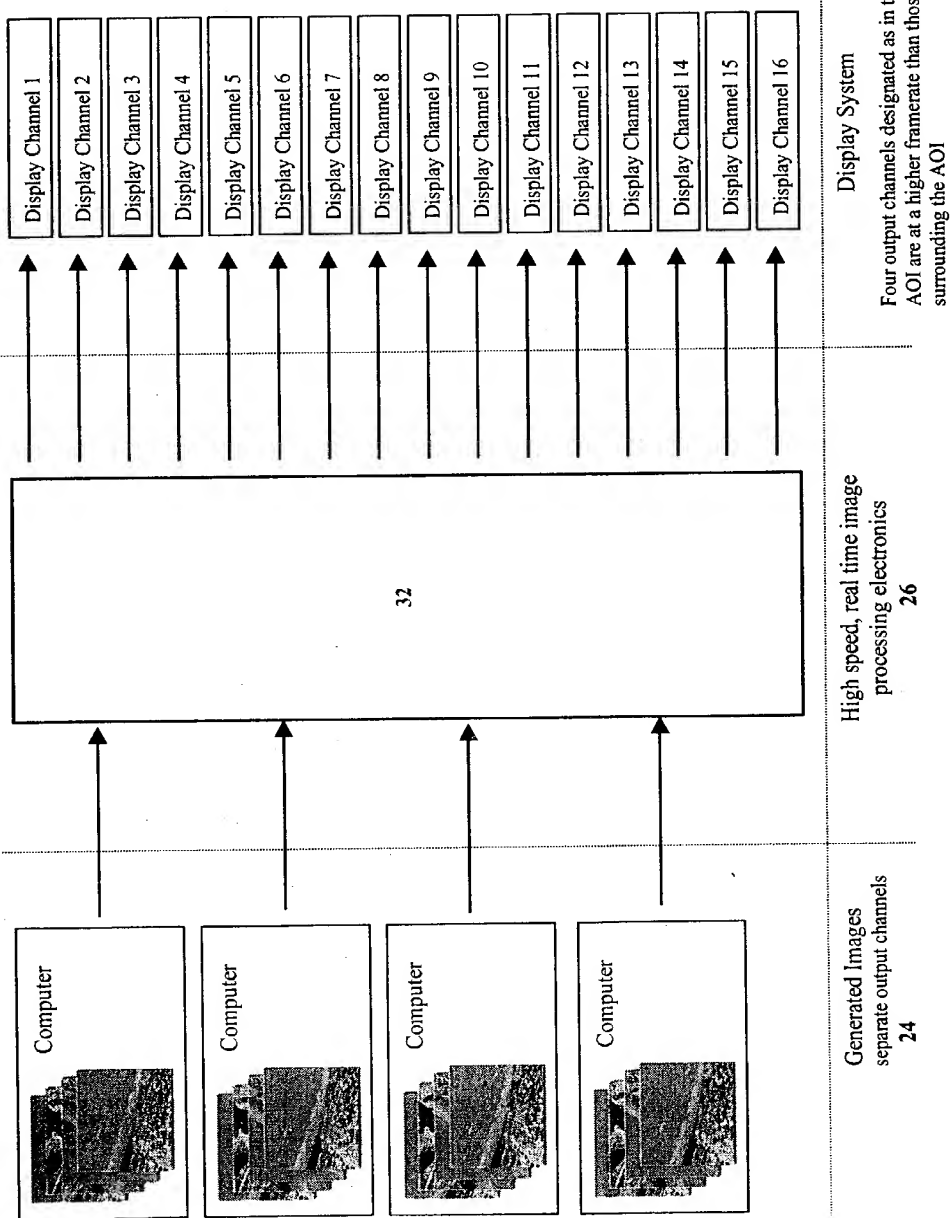 Computer
Computer
Computer
Computer
Generated Images
separate output channels
24
32
High speed, real time image
processing electronics
26
Display Channel 1
Display Channel 2
Display Channel 3
Display Channel 4
Display Channel 5
Display Channel 6
Display Channel 7
Display Channel 8
Display Channel 9
Display Channel 10
Display Channel 11
Display Channel 12
Display Channel 13
Display Channel 14
Display Channel 15
Display Channel 16
Display System
Four output channels designated as in
AOI are at a higher framerate than
surrounding the AOI